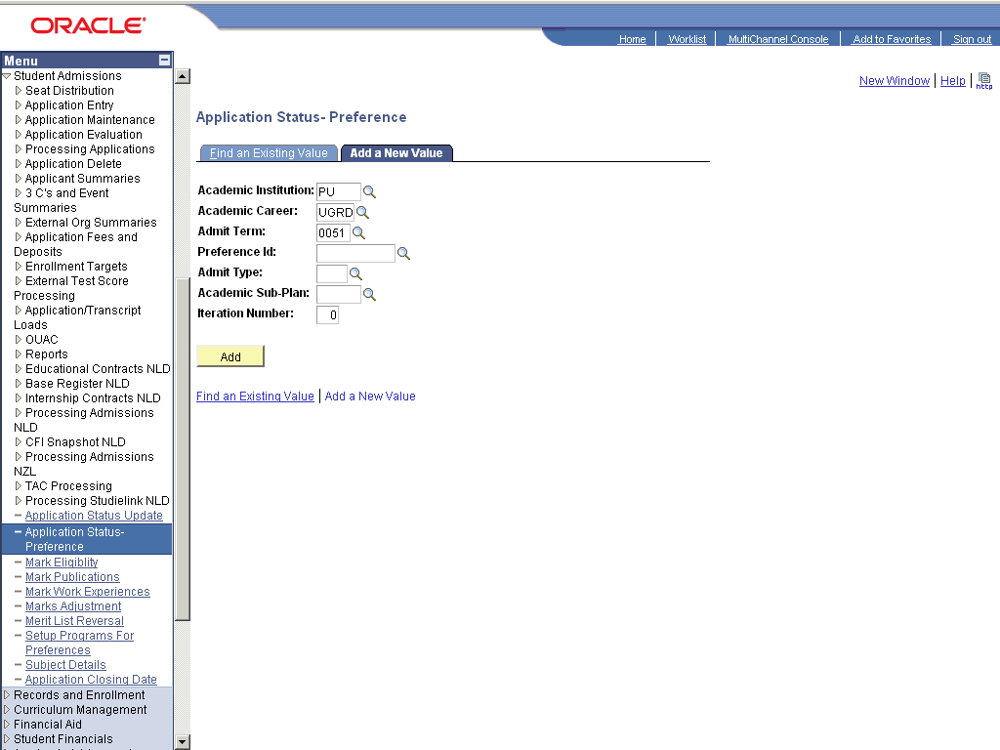 ORACLE
Home
Worklist
MultiChannel Console
Add to Favorites
Sign out
Menu
Student Admissions
Seat Distribution
Application Entry
Application Maintenance
Application Evaluation
Processing Applications
Application Delete
Applicant Summaries
3 C's and Event
Summaries
External Org Summaries
Application Fees and
Deposits
Enrollment Targets
External Test Score
Processing
Application/Transcript
Loads
OUAC
Reports
Educational Contracts NLD
Base Register NLD
Internship Contracts NLD
Processing Admissions
NLD
CFI Snapshot NLD
Processing Admissions
NZL
TAC Processing
Processing Studielink NLD
Application Status Update
Application Status-
Preference
Mark Eligiblity
Mark Publications
Mark Work Experiences
Marks Adjustment
Merit List Reversal
Setup Programs For
Preferences
Subject Details
Application Closing Date
Records and Enrollment
Curriculum Management
Financial Aid
Student Financials
New Window | Help | http
Application Status- Preference
Find an Existing Value
Add a New Value
Academic Institution: PU
Academic Career: UGRD
Admit Term: 0051
Preference Id:
Admit Type:
Academic Sub-Plan:
Iteration Number: 0
Add
Find an Existing Value | Add a New Value